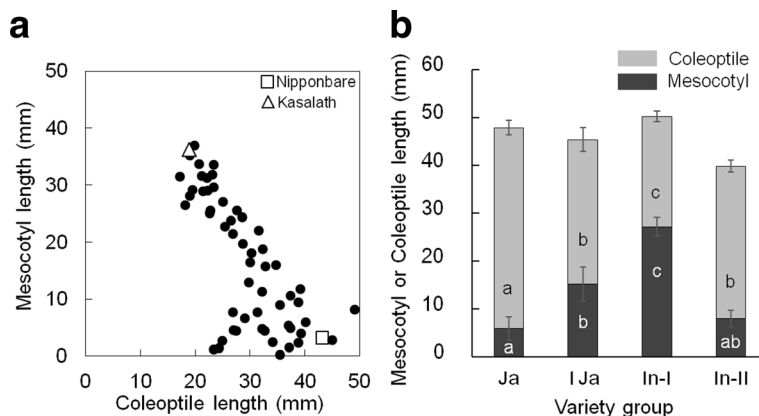 a
b
Mesocotyl length (mm)
50
40
30
20
10
0
Nipponbare
Kasalath
0 10 20 30 40 50
Coleoptile length (mm)
Mesocotyl or Coleoptile length (mm)
60
50
40
30
20
10
0
Coleoptile
Mesocotyl
a b c b
a b c ab
Ja I Ja In-I In-II
Variety group